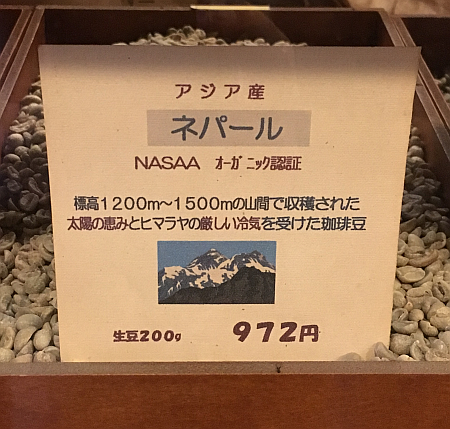 アジア産
ネパール
NASAA オーガニック認証
標高1200m~1500mの山間で収穫された
太陽の恵みとヒマラヤの厳しい冷気を受けた珈琲豆
生豆200g 972円